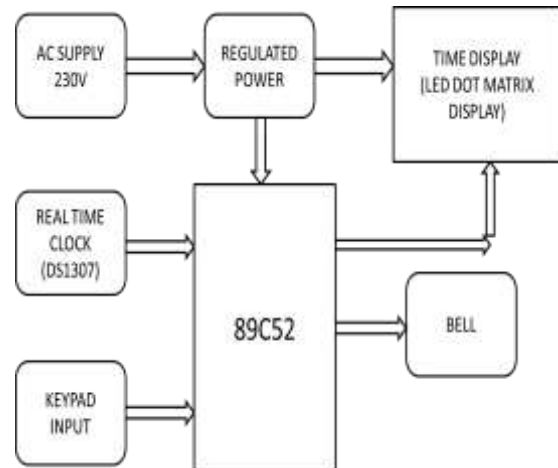 AC SUPPLY
230V
REGULATED
POWER
TIME DISPLAY
(LED DOT MATRIX
DISPLAY)
REAL TIME
CLOCK
(DS1307)
89C52
BELL
KEYPAD
INPUT